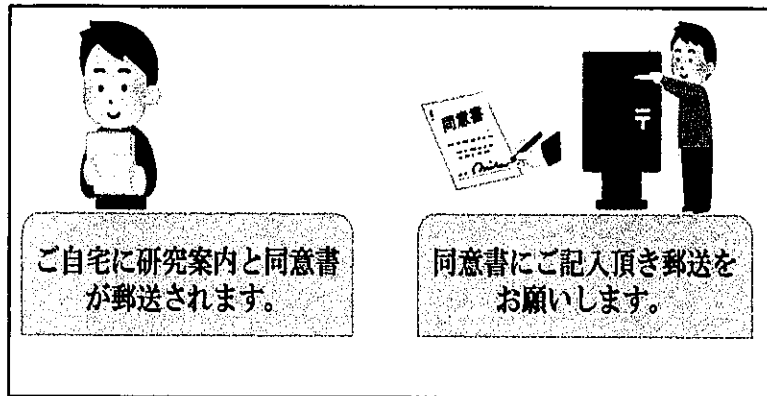 同意書
〒
ご自宅に研究案内と同意書
が郵送されます。
同意書にご記入頂き郵送を
お願いします。